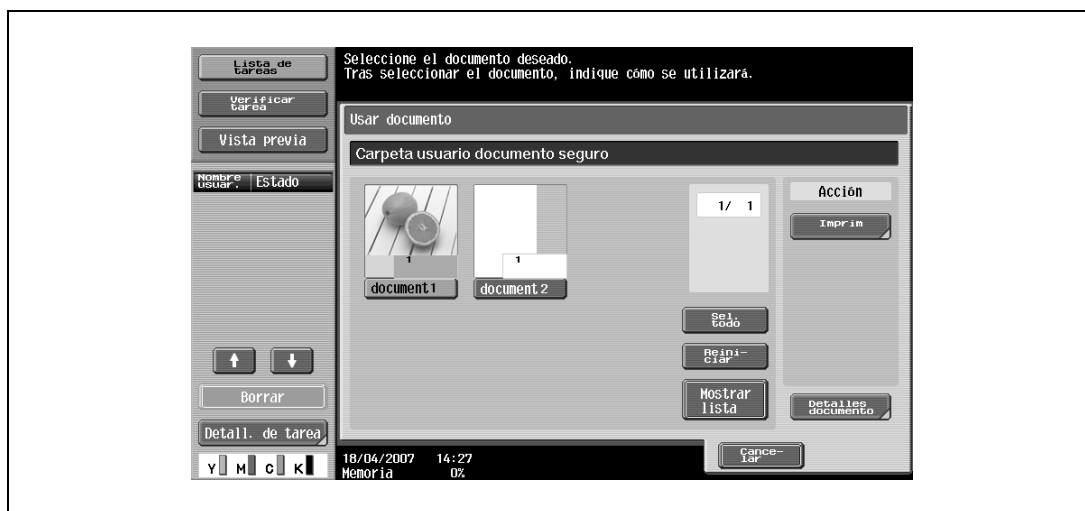 Lista de
tareas
Verificar
tarea
Vista previa
Nombre
usuar.
Estado
Borrar
Detall. de tarea
Y M C K
Seleccione el documento deseado.
Tras seleccionar el documento, indique cómo se utilizará.
Usar documento
Carpeta usuario documento seguro
1
document1
1
document2
1/ 1
Sel.
todo
Reini-
ciar
Mostrar
lista
Acción
Imprim
Detalles
documento
Cance-
lar
18/04/2007 14:27
Memoria 0%